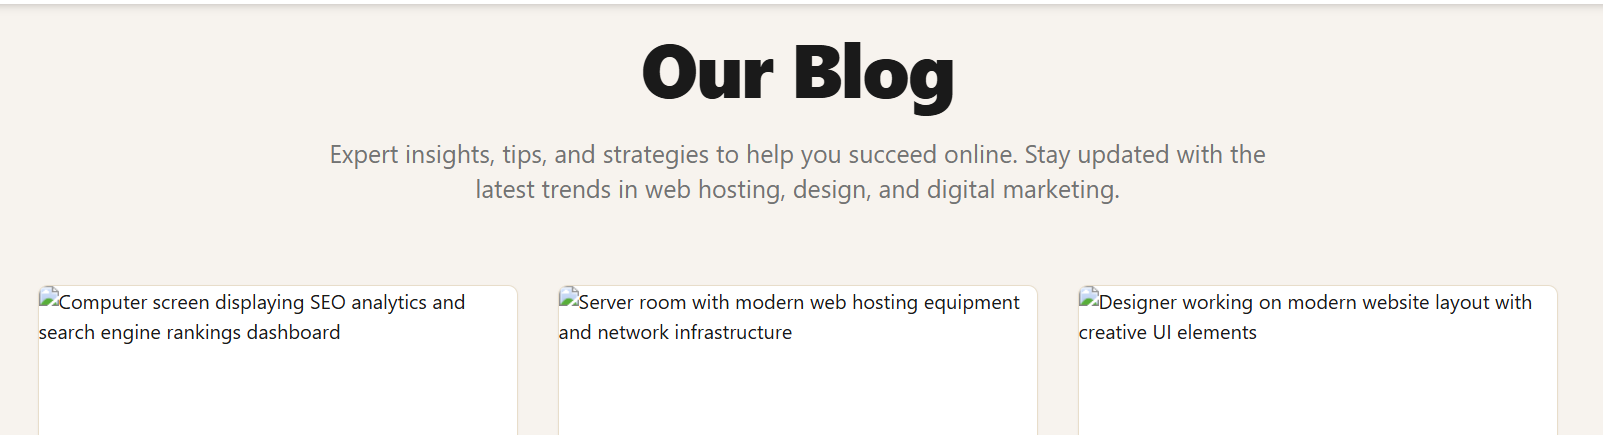 Our Blog
Expert insights, tips, and strategies to help you succeed online. Stay updated with the
latest trends in web hosting, design, and digital marketing.
Computer screen displaying SEO analytics and
search engine rankings dashboard
Server room with modern web hosting equipment
and network infrastructure
Designer working on modern website layout with
creative UI elements